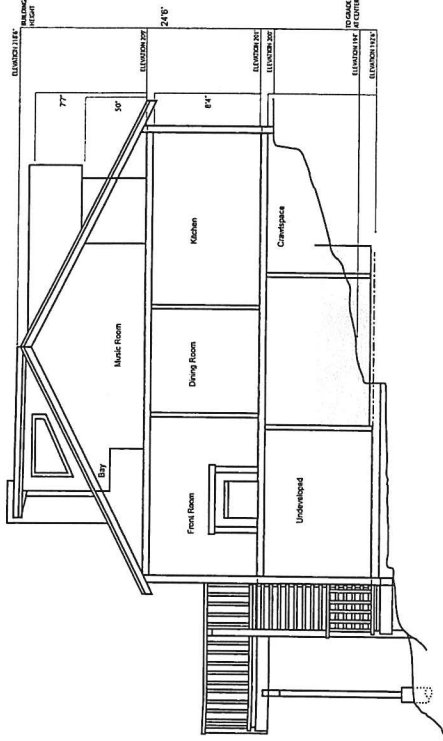 BUILDING
HEIGHT
24'6"
TO GRADE
AT CENTER
ELEVATION 218'6"
ELEVATION 209'
ELEVATION 201'
ELEVATION 200'
ELEVATION 194'
ELEVATION 192'6"
7'7"
5'0"
8'4"
Music Room
Bay
Kitchen
Dining Room
Front Room
Crawlspace
Undeveloped